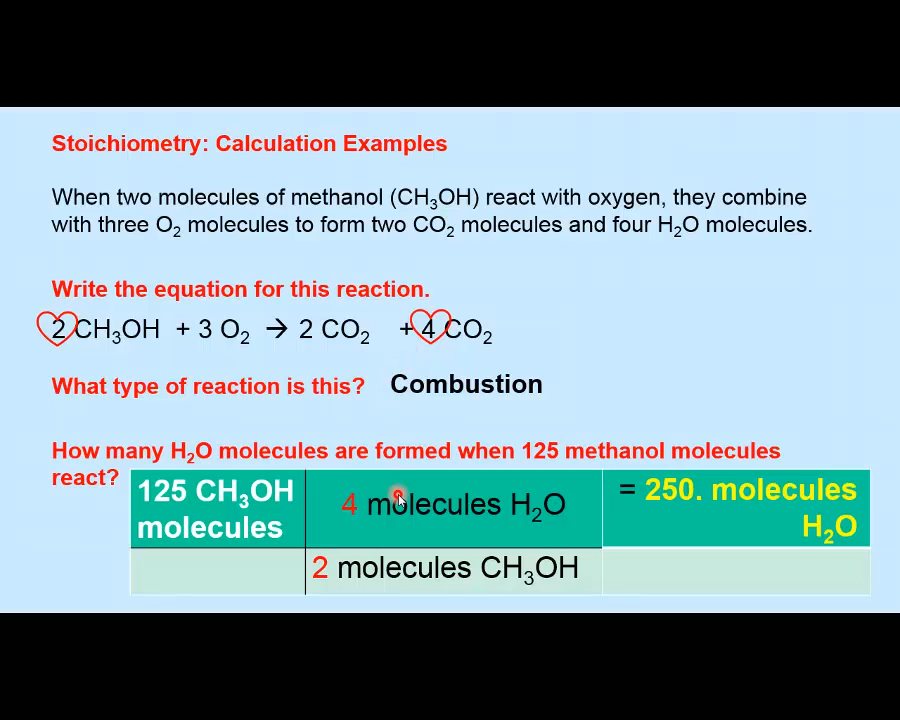 Stoichiometry: Calculation Examples
When two molecules of methanol (CH₃OH) react with oxygen, they combine
with three O₂ molecules to form two CO₂ molecules and four H₂O molecules.
Write the equation for this reaction.
2 CH₃OH + 3 O₂ → 2 CO₂ + 4 CO₂
What type of reaction is this? Combustion
How many H₂O molecules are formed when 125 methanol molecules
react?
125 CH₃OH
molecules
4 molecules H₂O
= 250. molecules
H₂O
2 molecules CH₃OH